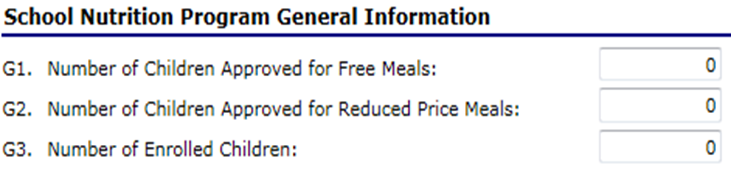 School Nutrition Program General Information
G1. Number of Children Approved for Free Meals: 0
G2. Number of Children Approved for Reduced Price Meals: 0
G3. Number of Enrolled Children: 0